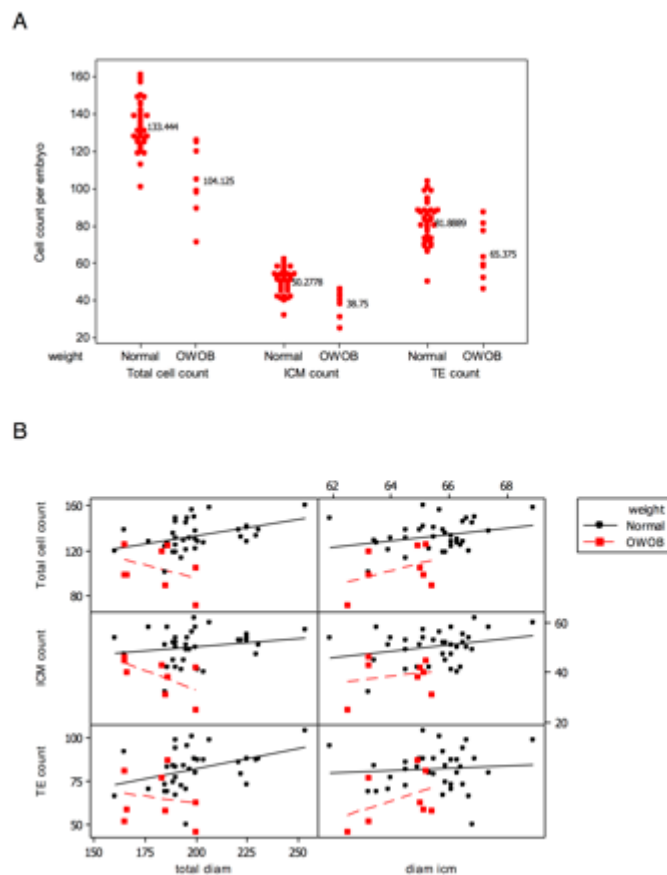 A
160
140
133.444
120
104.125
100
81.8889
80
65.375
60
50.2778
40
38.75
20
Cell count per embryo
weight Normal OWOB Normal OWOB Normal OWOB
Total cell count ICM count TE count
B
62 64 66 68
160
120
80
Total cell count
weight
Normal
OWOB
60
40
20
ICM count
100
75
50
TE count
150 175 200 225 250
total diam diam icm